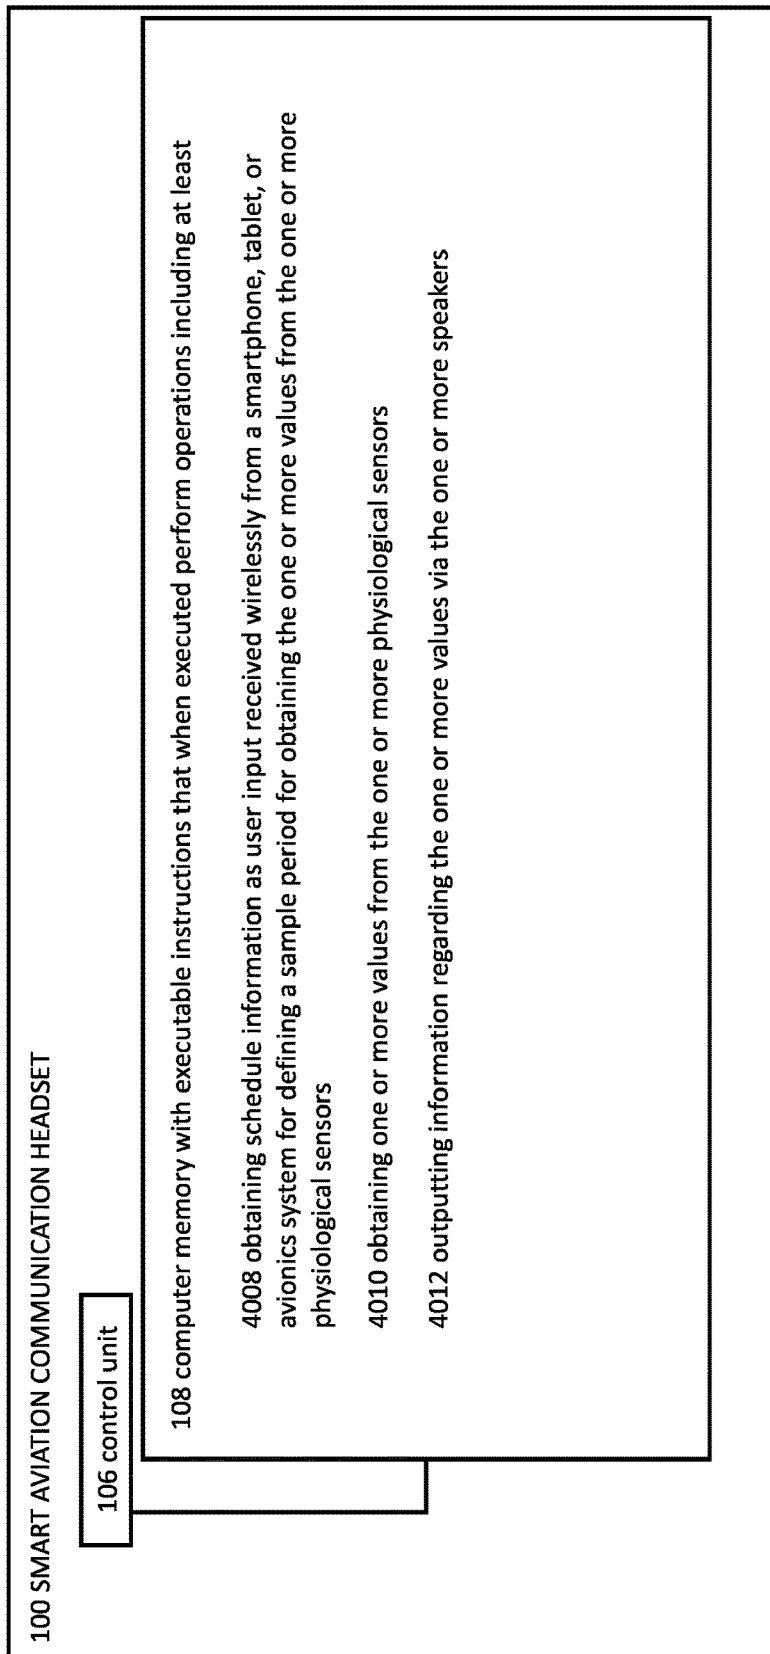 100 SMART AVIATION COMMUNICATION HEADSET
106 control unit
108 computer memory with executable instructions that when executed perform operations including at least
4008 obtaining schedule information as user input received wirelessly from a smartphone, tablet, or
avionics system for defining a sample period for obtaining the one or more values from the one or more
physiological sensors
4010 obtaining one or more values from the one or more physiological sensors
4012 outputting information regarding the one or more values via the one or more speakers